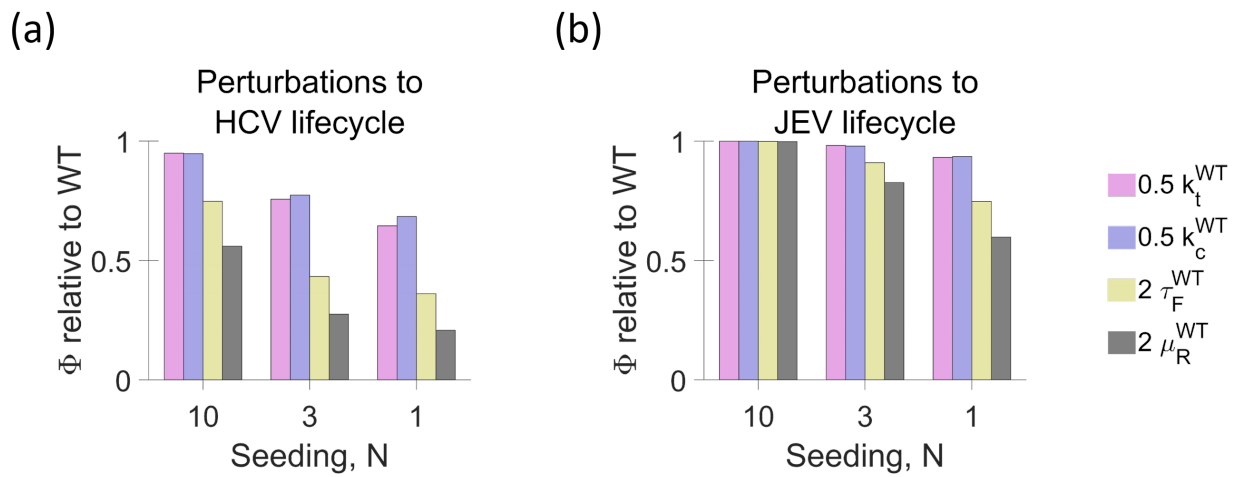 (a)
Perturbations to
HCV lifecycle
Φ relative to WT
1
0.5
0
10 3 1
Seeding, N
(b)
Perturbations to
JEV lifecycle
Φ relative to WT
1
0.5
0
10 3 1
Seeding, N
0.5 k_t^WT
0.5 k_c^WT
2 τ_F^WT
2 μ_R^WT